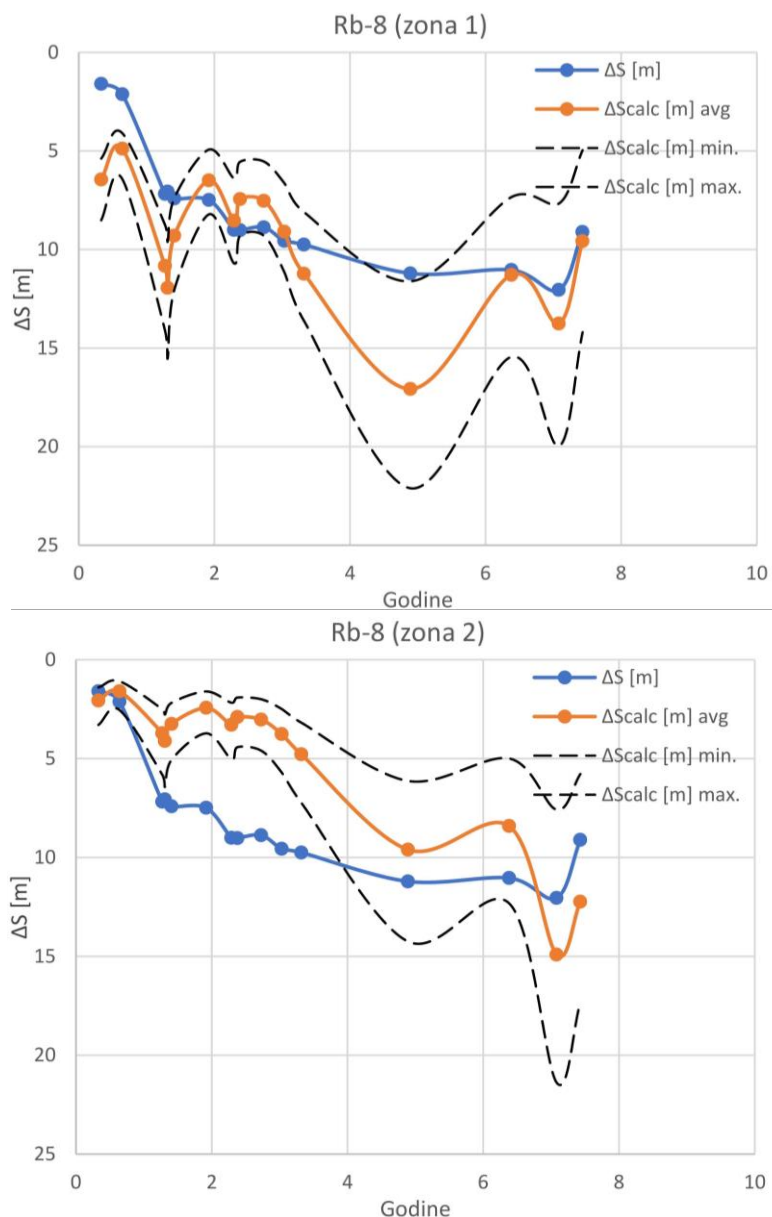 Rb-8 (zona 1)
0
5
10
15
20
25
ΔS [m]
0 2 4 6 8 10
Godine
ΔS [m]
ΔScalc [m] avg
ΔScalc [m] min.
ΔScalc [m] max.
Rb-8 (zona 2)
0
5
10
15
20
25
ΔS [m]
0 2 4 6 8 10
Godine
ΔS [m]
ΔScalc [m] avg
ΔScalc [m] min.
ΔScalc [m] max.